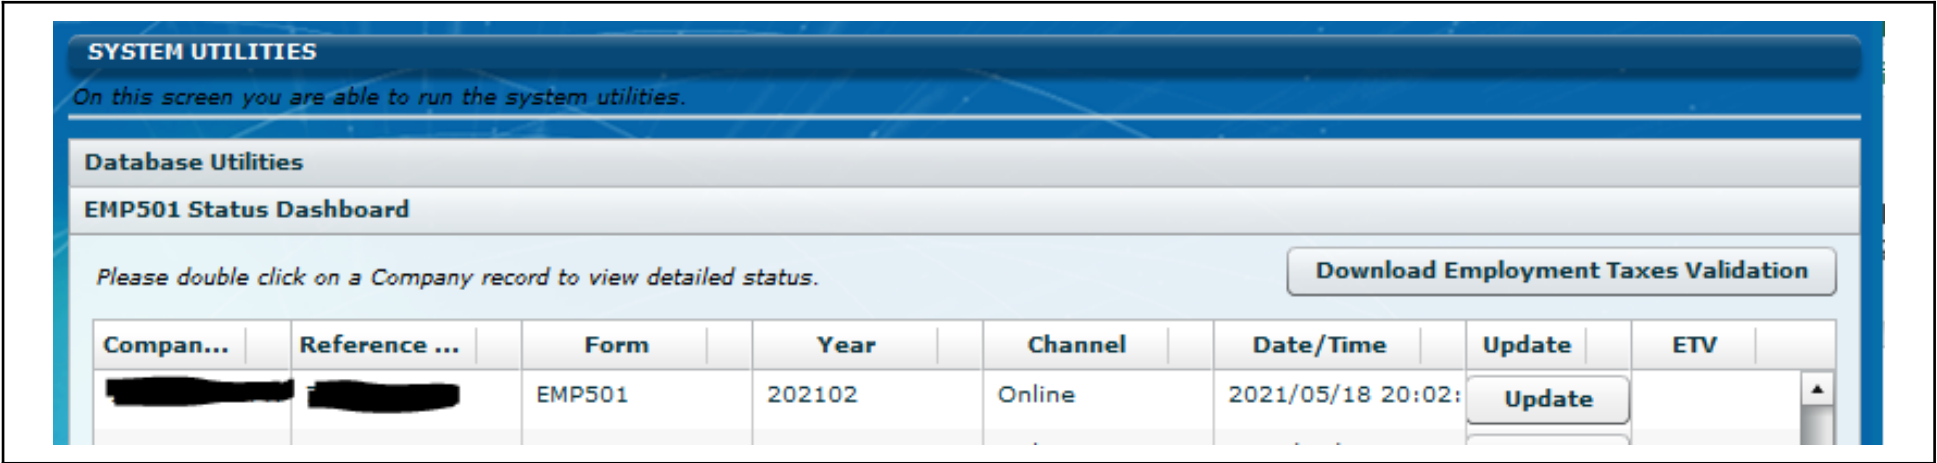 SYSTEM UTILITIES
On this screen you are able to run the system utilities.
Database Utilities
EMP501 Status Dashboard
Please double click on a Company record to view detailed status.
Download Employment Taxes Validation
Compan... Reference ... Form Year Channel Date/Time Update ETV
EMP501 202102 Online 2021/05/18 20:02: Update